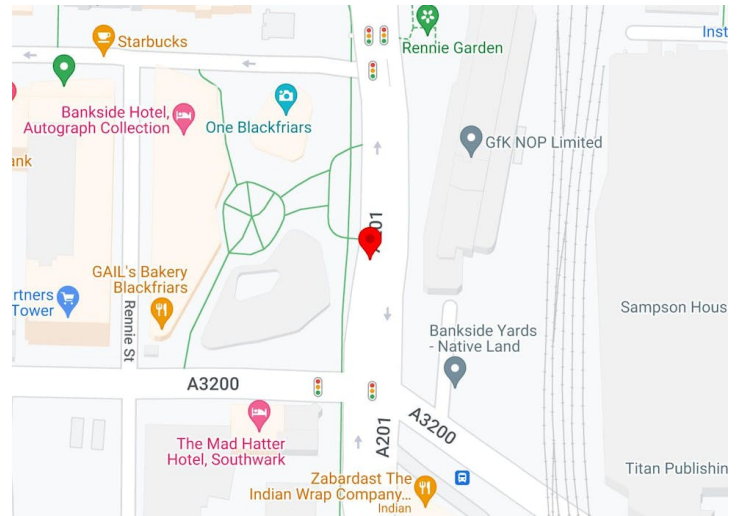 Starbucks
Rennie Garden
Inst
Bankside Hotel,
Autograph Collection
One Blackfriars
GfK NOP Limited
ank
A201
GAIL's Bakery
Blackfriars
rtners
Tower
Rennie St
Sampson Hous
Bankside Yards
- Native Land
A3200
A3200
A201
The Mad Hatter
Hotel, Southwark
Zabardast The
Indian Wrap Company...
Indian
Titan Publishin